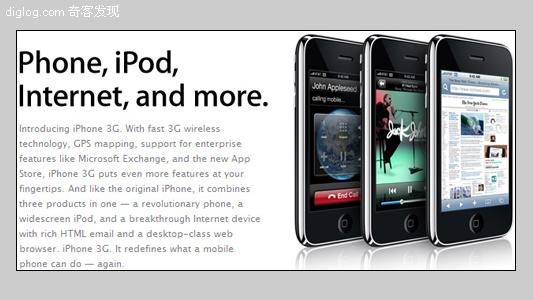 diglog.com 奇客发现
Phone, iPod,
Internet, and more.
Introducing iPhone 3G. With fast 3G wireless
technology, GPS mapping, support for enterprise
features like Microsoft Exchange, and the new App
Store, iPhone 3G puts even more features at your
fingertips. And like the original iPhone, it combines
three products in one — a revolutionary phone, a
widescreen iPod, and a breakthrough Internet device
with rich HTML email and a desktop-class web
browser. iPhone 3G. It redefines what a mobile
phone can do — again.
John Appleseed
calling mobile...
End Call
Jack Johnson
The New York Times